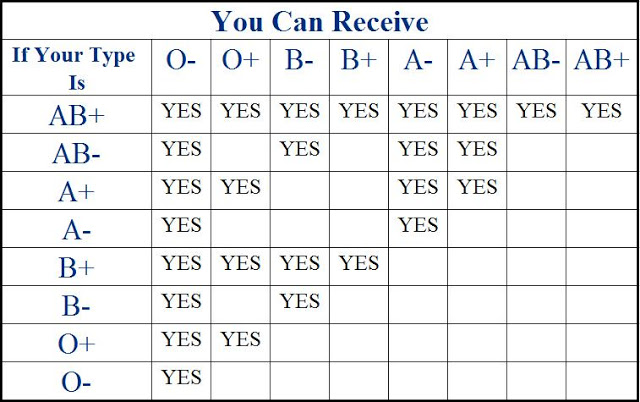 You Can Receive
If Your Type Is O- O+ B- B+ A- A+ AB- AB+
AB+ YES YES YES YES YES YES YES YES
AB- YES YES YES YES
A+ YES YES YES YES
A- YES YES
B+ YES YES YES YES
B- YES YES
O+ YES YES
O- YES